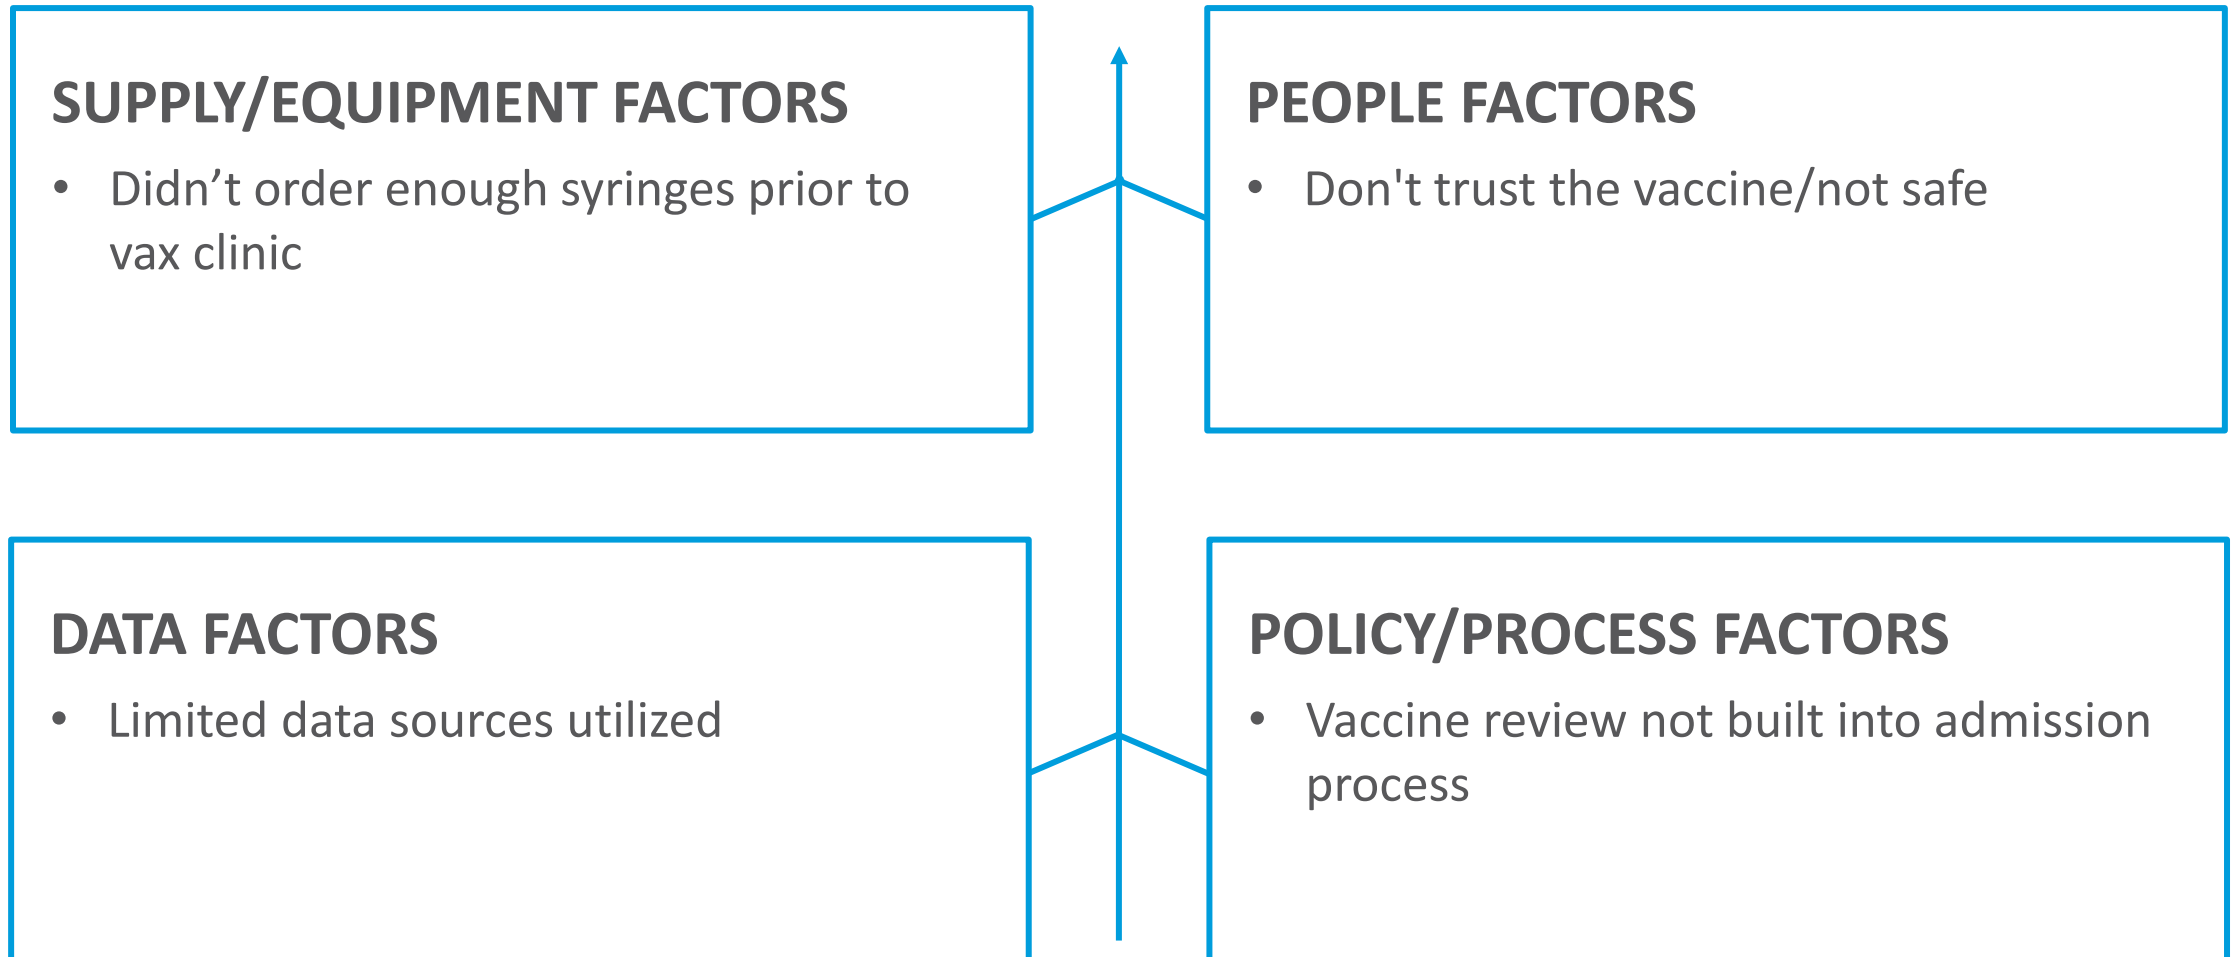 SUPPLY/EQUIPMENT FACTORS
• Didn’t order enough syringes prior to
vax clinic
PEOPLE FACTORS
• Don't trust the vaccine/not safe
DATA FACTORS
• Limited data sources utilized
POLICY/PROCESS FACTORS
• Vaccine review not built into admission
process